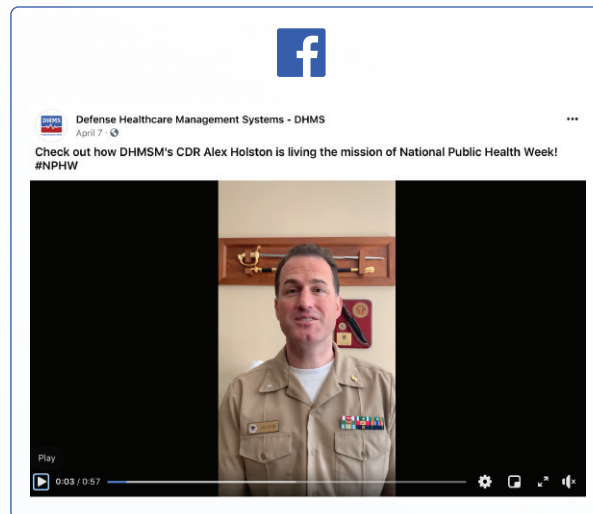 DHMS
Defense Healthcare Management Systems - DHMS
April 7 ·
Check out how DHMSM's CDR Alex Holston is living the mission of National Public Health Week!
#NPHW
Play
0:03 / 0:57